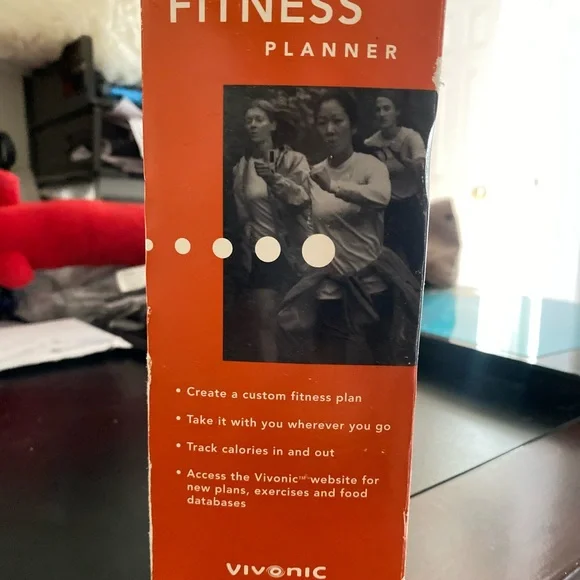 FITNESS
PLANNER
• Create a custom fitness plan
• Take it with you wherever you go
• Track calories in and out
• Access the Vivonic™ website for
new plans, exercises and food
databases
VIVONIC